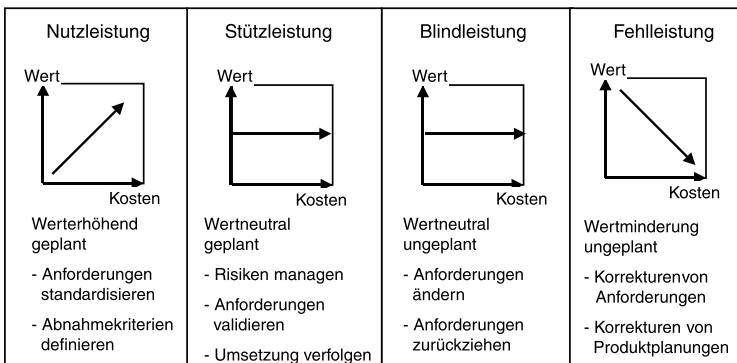 Nutzleistung
Wert
Kosten
Werterhöhend
geplant
- Anforderungen
standardisieren
- Abnahmekriterien
definieren
Stützleistung
Wert
Kosten
Wertneutral
geplant
- Risiken managen
- Anforderungen
validieren
- Umsetzung verfolgen
Blindleistung
Wert
Kosten
Wertneutral
ungeplant
- Anforderungen
ändern
- Anforderungen
zurückziehen
Fehlleistung
Wert
Kosten
Wertminderung
ungeplant
- Korrekturen von
Anforderungen
- Korrekturen von
Produktplanungen